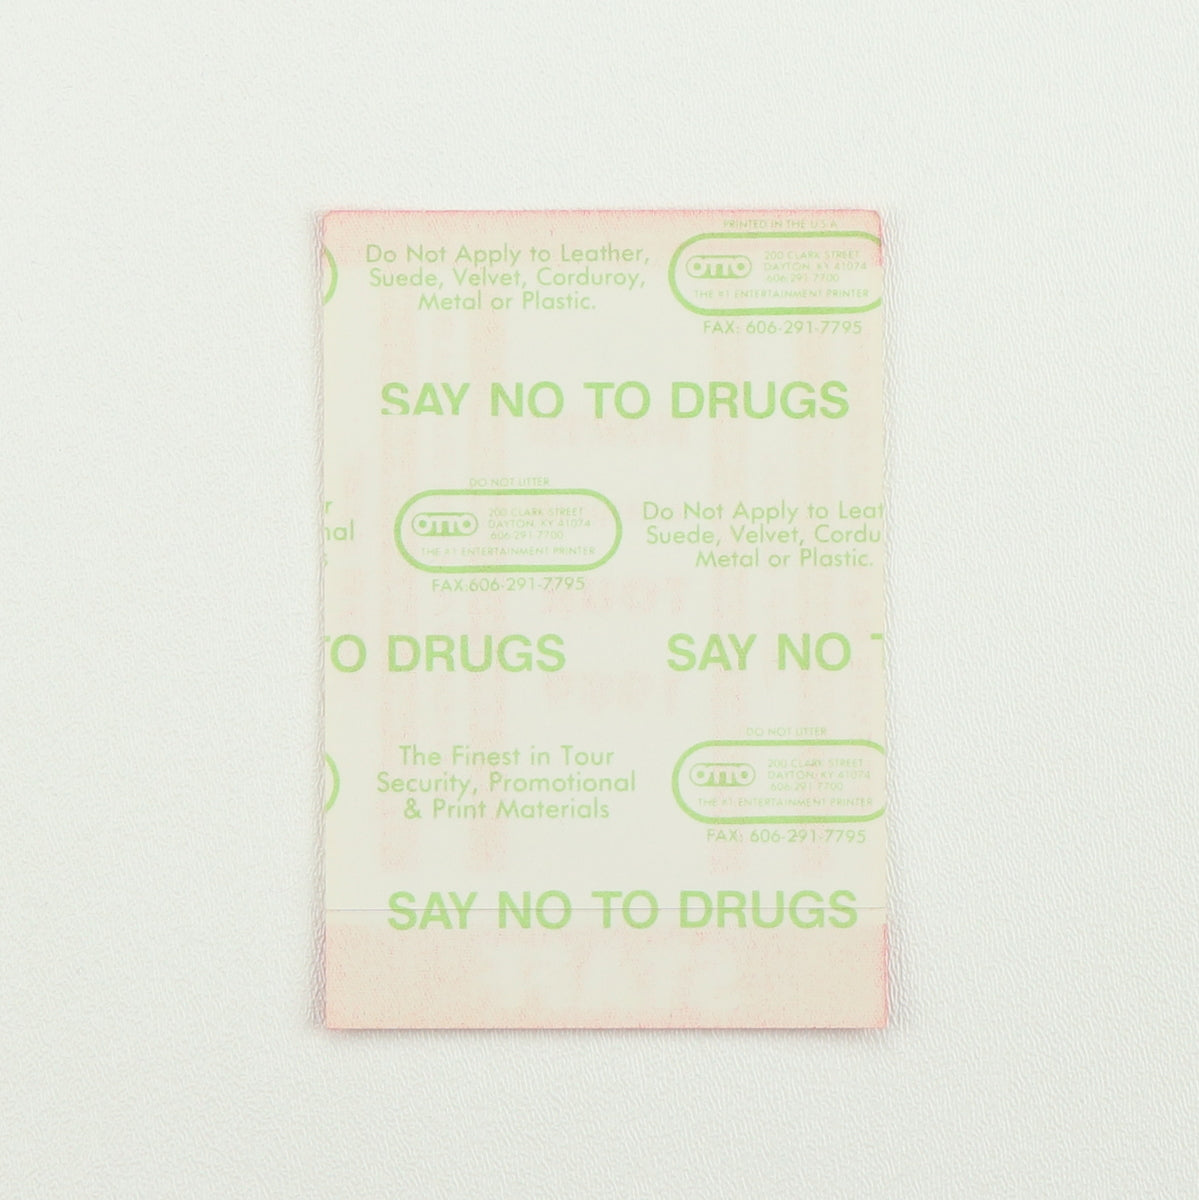 PRINTED IN THE U.S.A
Do Not Apply to Leather,
Suede, Velvet, Corduroy,
Metal or Plastic.
OTTO
200 CLARK STREET
DAYTON, KY 41074
606-291-7700
THE #1 ENTERTAINMENT PRINTER
FAX: 606-291-7795
SAY NO TO DRUGS
DO NOT LITTER
OTTO
200 CLARK STREET
DAYTON, KY 41074
606-291-7700
THE #1 ENTERTAINMENT PRINTER
FAX:606-291-7795
Do Not Apply to Leat
Suede, Velvet, Cordu
Metal or Plastic.
r
nal
s
TO DRUGS
SAY NO T
The Finest in Tour
Security, Promotional
& Print Materials
DO NOT LITTER
OTTO
200 CLARK STREET
DAYTON, KY 41074
606-291-7700
THE #1 ENTERTAINMENT PRINTER
FAX: 606-291-7795
SAY NO TO DRUGS